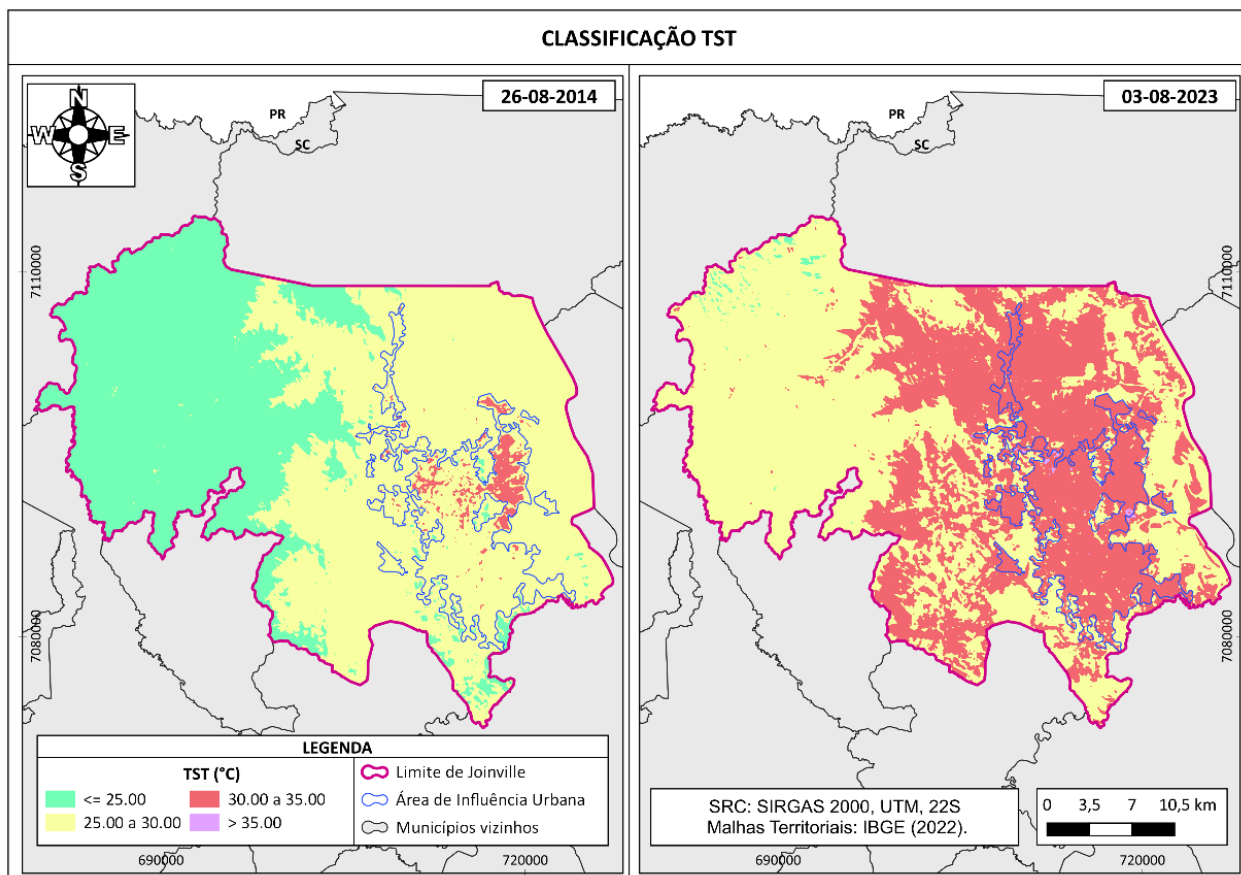 CLASSIFICAÇÃO TST
26-08-2014
N
W E
S
PR
SC
7110000
7080000
LEGENDA
TST (°C)
<= 25.00
30.00 a 35.00
25.00 a 30.00
> 35.00
Limite de Joinville
Área de Influência Urbana
Municípios vizinhos
690000
720000
03-08-2023
PR
SC
7110000
7080000
SRC: SIRGAS 2000, UTM, 22S
Malhas Territoriais: IBGE (2022).
0 3,5 7 10,5 km
690000
720000